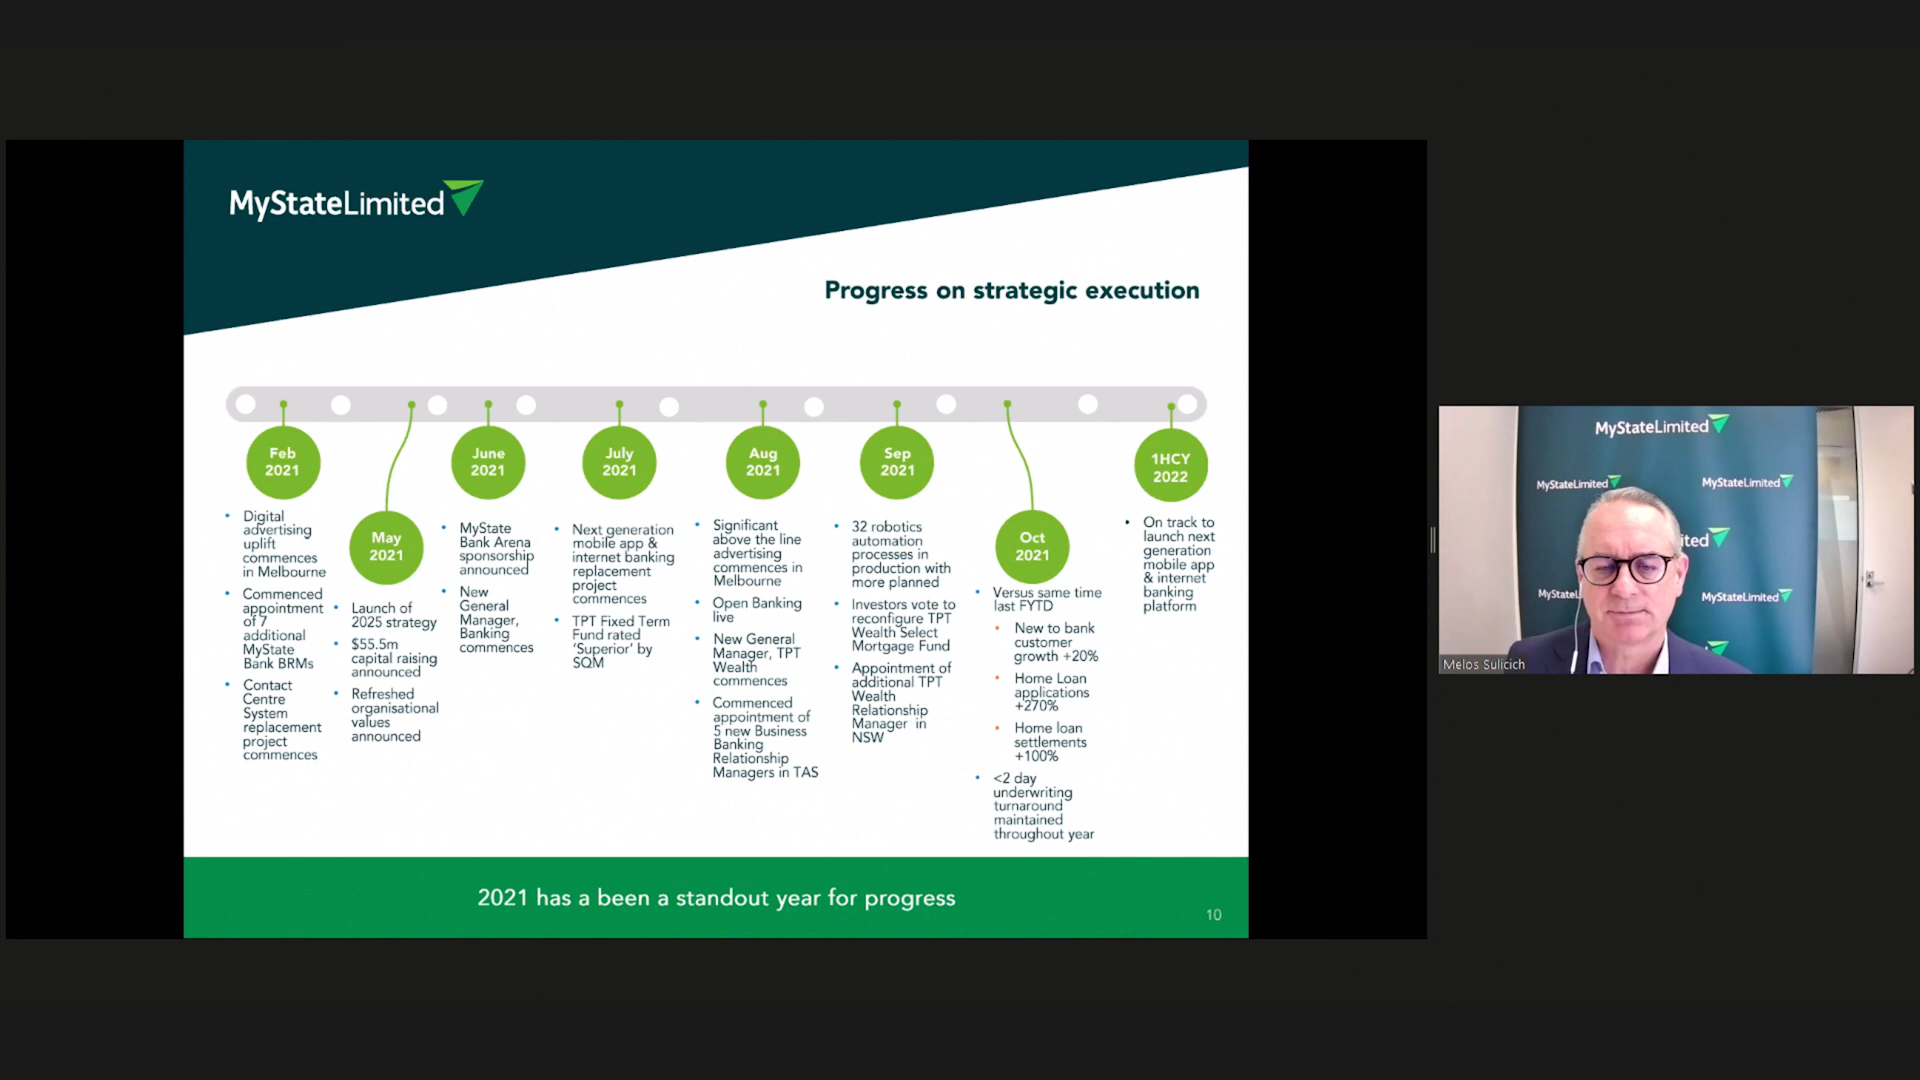 MyStateLimited
Progress on strategic execution
Feb
2021
• Digital
advertising
uplift
commences
in Melbourne
• Commenced
appointment
of 7
additional
MyState
Bank BRMs
• Contact
Centre
System
replacement
project
commences
May
2021
• Launch of
2025 strategy
• $55.5m
capital raising
announced
• Refreshed
organisational
values
announced
June
2021
• MyState
Bank Arena
sponsorship
announced
• New
General
Manager,
Banking
commences
July
2021
• Next generation
mobile app &
internet banking
replacement
project
commences
• TPT Fixed Term
Fund rated
‘Superior’ by
SQM
Aug
2021
• Significant
above the line
advertising
commences in
Melbourne
• Open Banking
live
• New General
Manager, TPT
Wealth
commences
• Commenced
appointment of
5 new Business
Banking
Relationship
Managers in TAS
Sep
2021
• 32 robotics
automation
processes in
production with
more planned
• Investors vote to
reconfigure TPT
Wealth Select
Mortgage Fund
• Appointment of
additional TPT
Wealth
Relationship
Manager in
NSW
Oct
2021
• Versus same time
last FYTD
• New to bank
customer
growth +20%
• Home Loan
applications
+270%
• Home loan
settlements
+100%
• <2 day
underwriting
turnaround
maintained
throughout year
1HCY
2022
• On track to
launch next
generation
mobile app
& internet
banking
platform
2021 has a been a standout year for progress
10
MyStateLimited
MyStateLimited
MyStateLimited
ited
MyStateL
MyStateLimited
Melos Sulicich